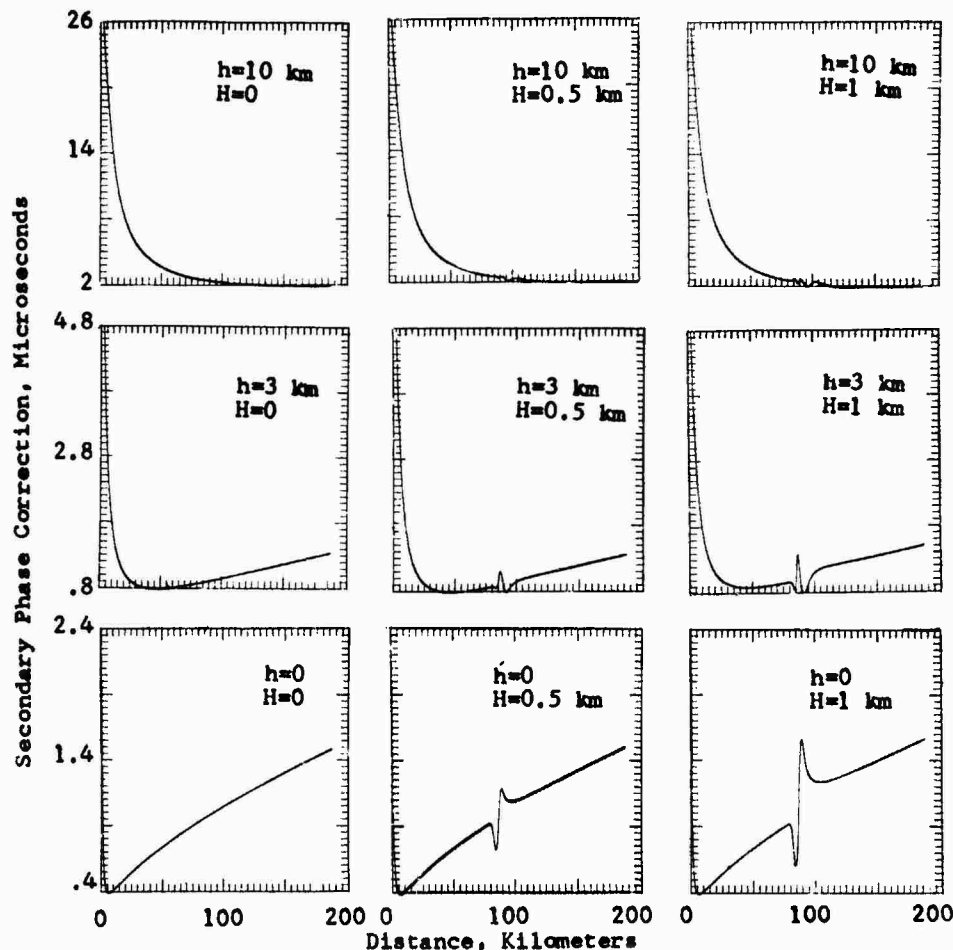 Secondary Phase Correction, Microseconds
26
14
2
h=10 km
H=0
h=10 km
H=0.5 km
h=10 km
H=1 km
4.8
2.8
.8
h=3 km
H=0
h=3 km
H=0.5 km
h=3 km
H=1 km
2.4
1.4
.4
h=0
H=0
h=0
H=0.5 km
h=0
H=1 km
0 100 200 0 100 200 0 100 200
Distance, Kilometers